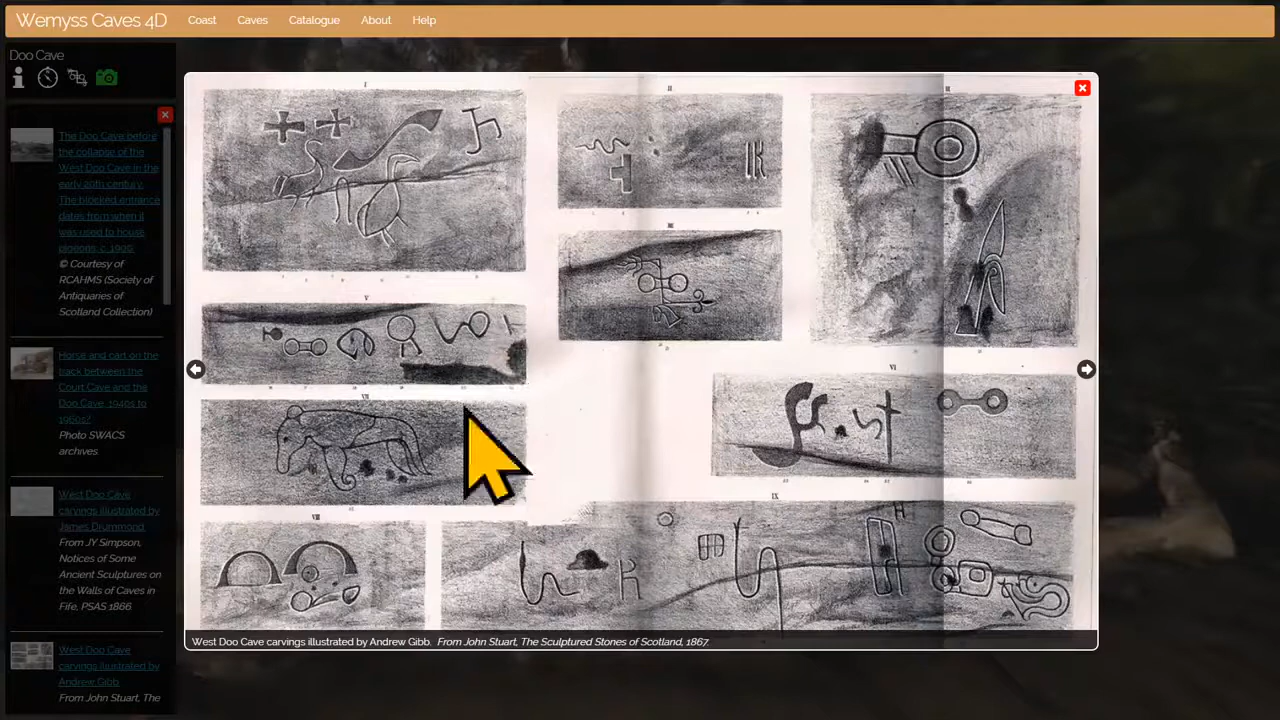 Wemyss Caves 4D
Coast
Caves
Catalogue
About
Help
Doo Cave
The Doo Cave before
the collapse of the
West Doo Cave in the
early 20th century.
The blocked entrance
dates from when it
was used to house
pigeons, c. 1900.
© Courtesy of
RCAHMS (Society of
Antiquaries of
Scotland Collection)
Horse and cart on the
track between the
Court Cave and the
Doo Cave, 1940s to
1960s?
Photo SWACS
archives.
West Doo Cave
carvings illustrated by
James Drummond.
From JY Simpson,
Notices of Some
Ancient Sculptures on
the Walls of Caves in
Fife, PSAS 1866
West Doo Cave
carvings illustrated by
Andrew Gibb.
From John Stuart, The
I
II
V
VI
VII
IX
West Doo Cave carvings illustrated by Andrew Gibb. From John Stuart, The Sculptured Stones of Scotland, 1867.